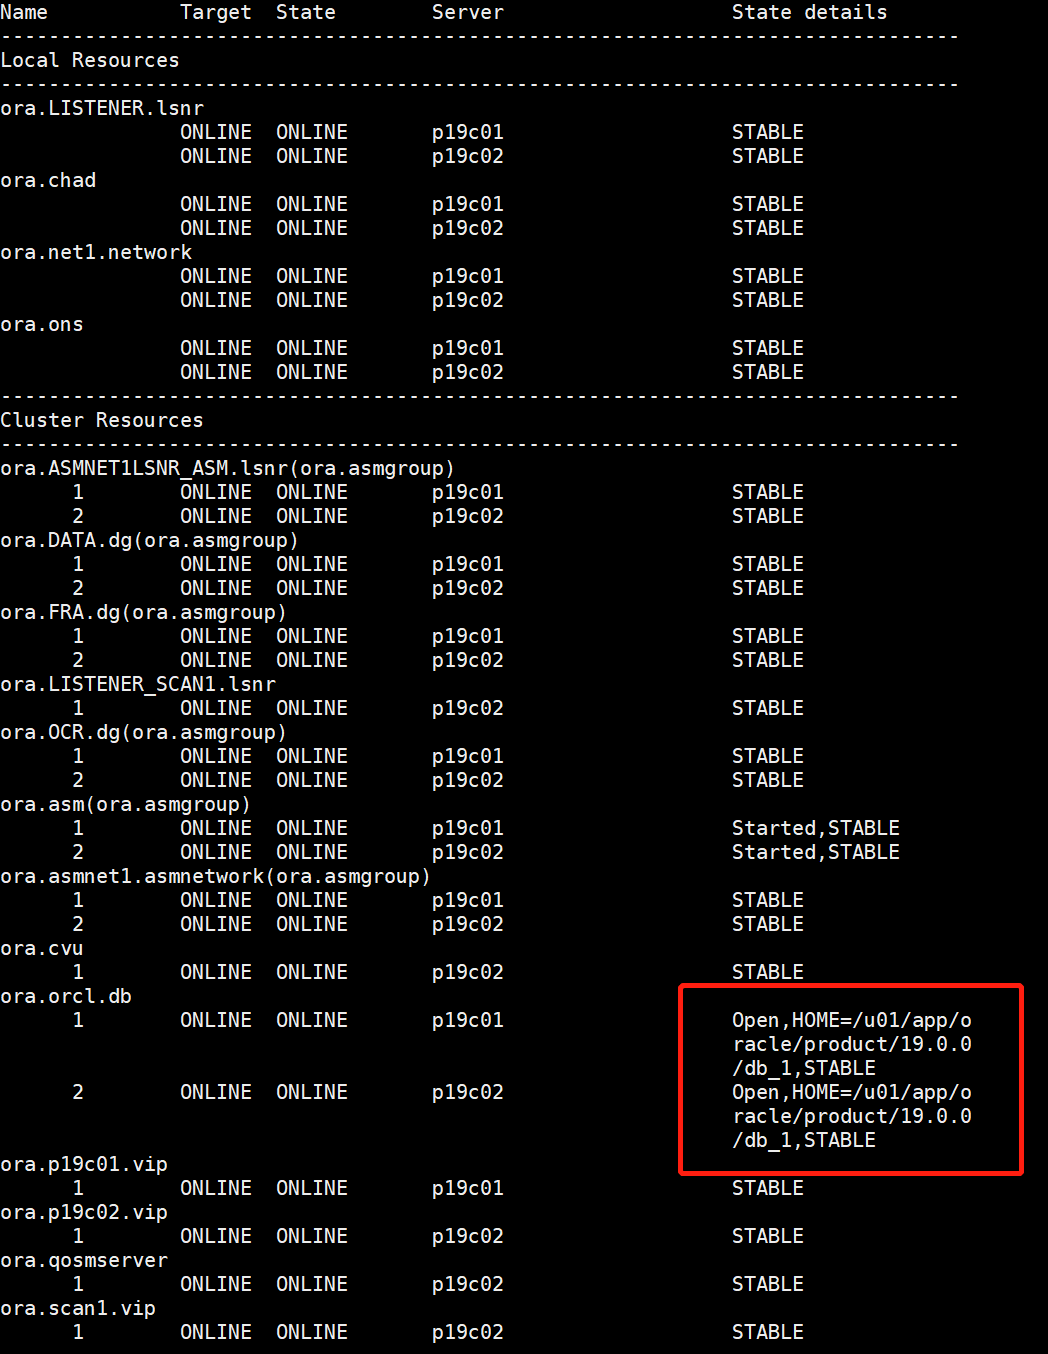 Name           Target  State        Server                   State details
--------------------------------------------------------------------------------
Local Resources
--------------------------------------------------------------------------------
ora.LISTENER.lsnr
               ONLINE  ONLINE       p19c01                   STABLE
               ONLINE  ONLINE       p19c02                   STABLE
ora.chad
               ONLINE  ONLINE       p19c01                   STABLE
               ONLINE  ONLINE       p19c02                   STABLE
ora.net1.network
               ONLINE  ONLINE       p19c01                   STABLE
               ONLINE  ONLINE       p19c02                   STABLE
ora.ons
               ONLINE  ONLINE       p19c01                   STABLE
               ONLINE  ONLINE       p19c02                   STABLE
--------------------------------------------------------------------------------
Cluster Resources
--------------------------------------------------------------------------------
ora.ASMNET1LSNR_ASM.lsnr(ora.asmgroup)
      1        ONLINE  ONLINE       p19c01                   STABLE
      2        ONLINE  ONLINE       p19c02                   STABLE
ora.DATA.dg(ora.asmgroup)
      1        ONLINE  ONLINE       p19c01                   STABLE
      2        ONLINE  ONLINE       p19c02                   STABLE
ora.FRA.dg(ora.asmgroup)
      1        ONLINE  ONLINE       p19c01                   STABLE
      2        ONLINE  ONLINE       p19c02                   STABLE
ora.LISTENER_SCAN1.lsnr
      1        ONLINE  ONLINE       p19c02                   STABLE
ora.OCR.dg(ora.asmgroup)
      1        ONLINE  ONLINE       p19c01                   STABLE
      2        ONLINE  ONLINE       p19c02                   STABLE
ora.asm(ora.asmgroup)
      1        ONLINE  ONLINE       p19c01                   Started,STABLE
      2        ONLINE  ONLINE       p19c02                   Started,STABLE
ora.asmnet1.asmnetwork(ora.asmgroup)
      1        ONLINE  ONLINE       p19c01                   STABLE
      2        ONLINE  ONLINE       p19c02                   STABLE
ora.cvu
      1        ONLINE  ONLINE       p19c02                   STABLE
ora.orcl.db
      1        ONLINE  ONLINE       p19c01                   Open,HOME=/u01/app/o
                                                             racle/product/19.0.0
                                                             /db_1,STABLE
      2        ONLINE  ONLINE       p19c02                   Open,HOME=/u01/app/o
                                                             racle/product/19.0.0
                                                             /db_1,STABLE
ora.p19c01.vip
      1        ONLINE  ONLINE       p19c01                   STABLE
ora.p19c02.vip
      1        ONLINE  ONLINE       p19c02                   STABLE
ora.qosmserver
      1        ONLINE  ONLINE       p19c02                   STABLE
ora.scan1.vip
      1        ONLINE  ONLINE       p19c02                   STABLE